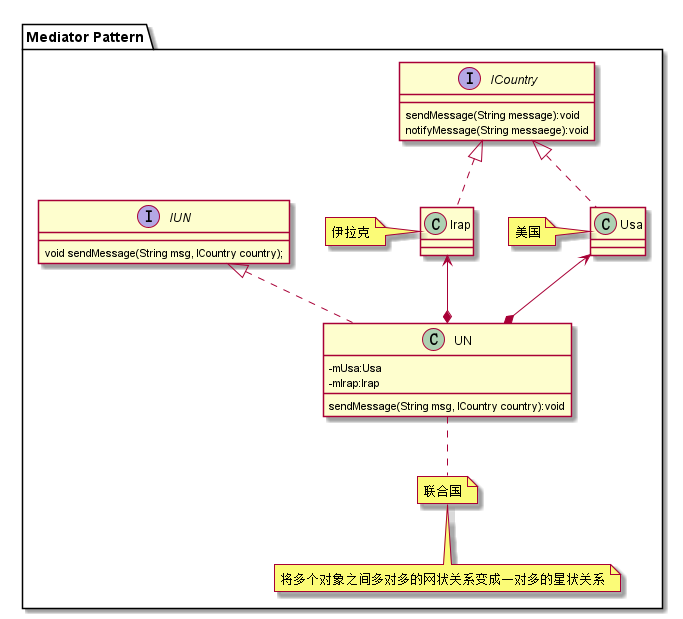 Mediator Pattern
I ICountry
sendMessage(String message):void
notifyMessage(String messaege):void
I IUN
void sendMessage(String msg, ICountry country);
伊拉克
C Irap
美国
C Usa
C UN
-mUsa:Usa
-mIrap:Irap
sendMessage(String msg, ICountry country):void
联合国
将多个对象之间多对多的网状关系变成一对多的星状关系